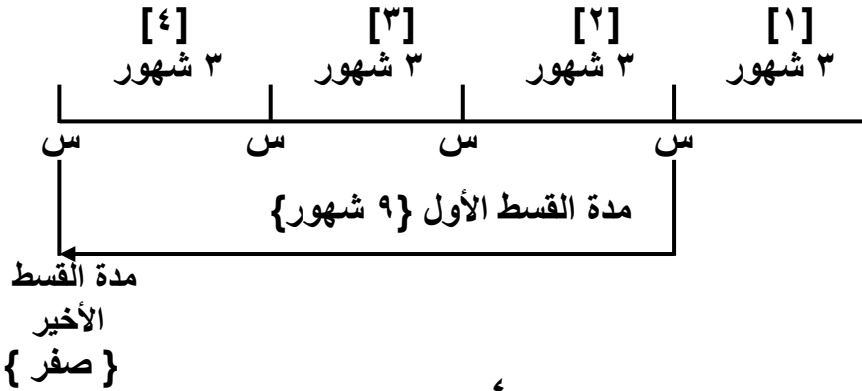 [١] [٢] [٣] [٤]
٣ شهور ٣ شهور ٣ شهور ٣ شهور
س س س س
مدة القسط الأول {٩ شهور}
مدة القسط
الأخير
{ صفر }
٤